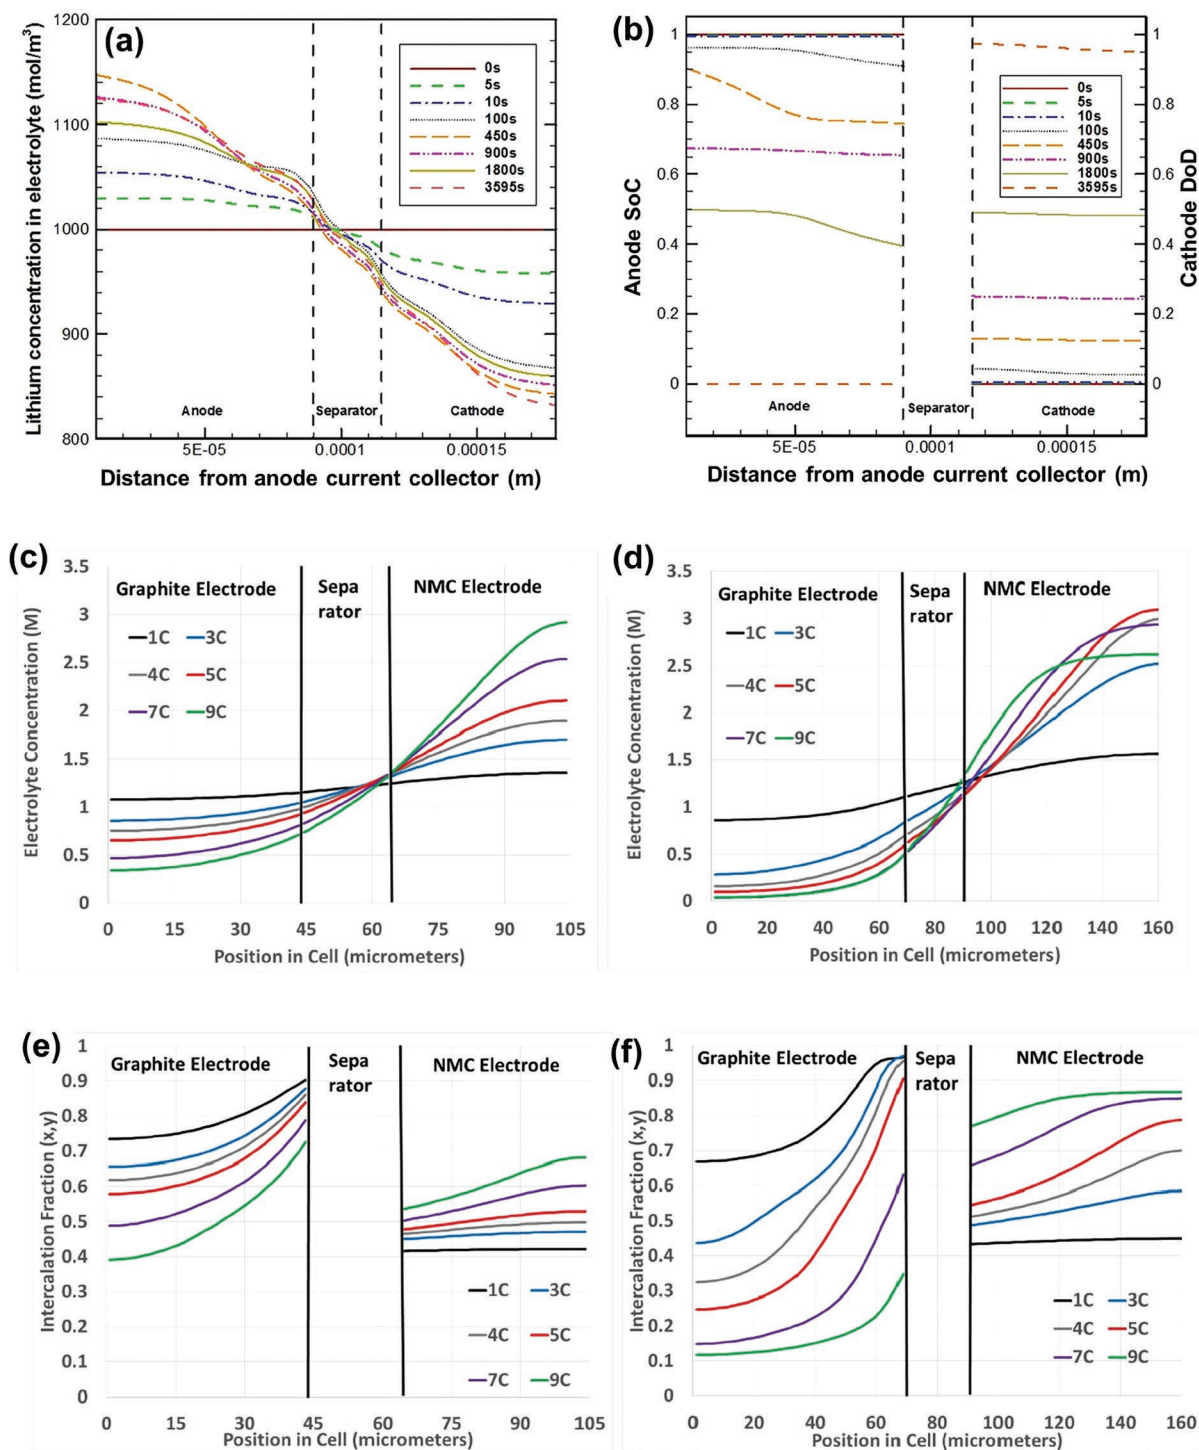 (a)
Lithium concentration in electrolyte (mol/m³)
1200
1100
1000
900
800
0s
5s
10s
100s
450s
900s
1800s
3595s
Anode
Separator
Cathode
5E-05
0.0001
0.00015
Distance from anode current collector (m)
(b)
Anode SoC
1
0.8
0.6
0.4
0.2
0
Cathode DoD
1
0.8
0.6
0.4
0.2
0
0s
5s
10s
100s
450s
900s
1800s
3595s
Anode
Separator
Cathode
5E-05
0.0001
0.00015
Distance from anode current collector (m)
(c)
Electrolyte Concentration (M)
3.5
3
2.5
2
1.5
1
0.5
0
Graphite Electrode
Sepa
rator
NMC Electrode
1C
3C
4C
5C
7C
9C
0
15
30
45
60
75
90
105
Position in Cell (micrometers)
(d)
Electrolyte Concentration (M)
3.5
3
2.5
2
1.5
1
0.5
0
Graphite Electrode
Sepa
rator
NMC Electrode
1C
3C
4C
5C
7C
9C
0
20
40
60
80
100
120
140
160
Position in Cell (micrometers)
(e)
Intercalation Fraction (x,y)
1
0.9
0.8
0.7
0.6
0.5
0.4
0.3
0.2
0.1
0
Graphite Electrode
Sepa
rator
NMC Electrode
1C
3C
4C
5C
7C
9C
0
15
30
45
60
75
90
105
Position in Cell (micrometers)
(f)
Intercalation Fraction (x,y)
1
0.9
0.8
0.7
0.6
0.5
0.4
0.3
0.2
0.1
0
Graphite Electrode
Sepa
rator
NMC Electrode
1C
3C
4C
5C
7C
9C
0
20
40
60
80
100
120
140
160
Position in Cell (micrometers)